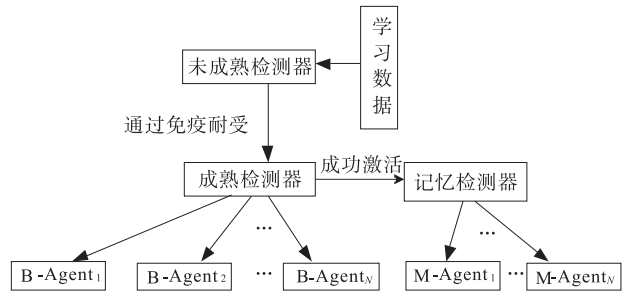 学习数据
未成熟检测器
通过免疫耐受
成功激活
成熟检测器
记忆检测器
...
...
B-Agent1
B-Agent2
...
B-AgentN
M-Agent1
...
M-AgentN